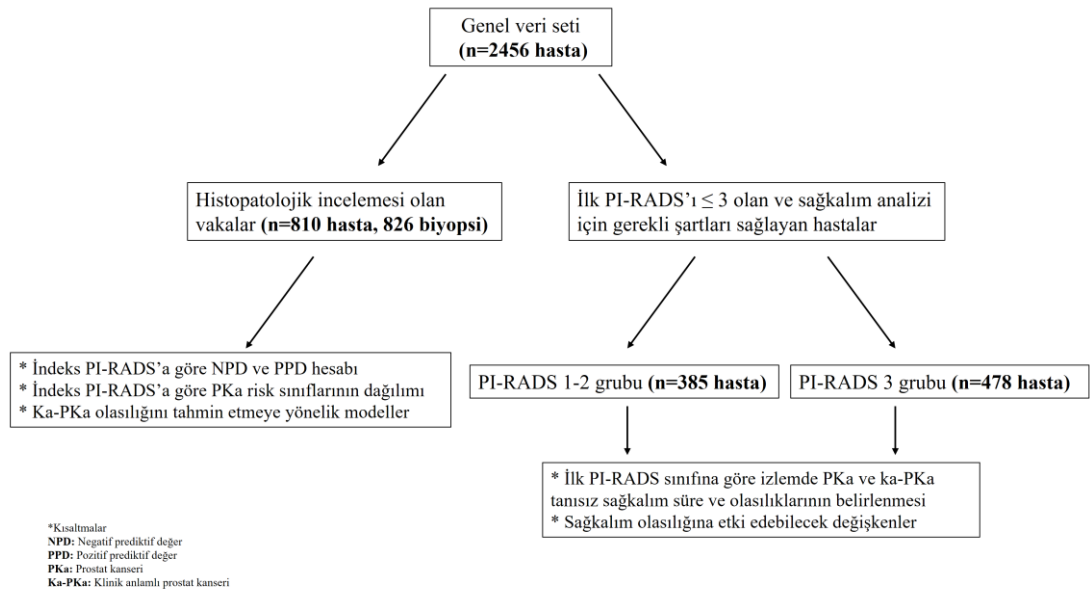 Genel veri seti
(n=2456 hasta)
Histopatolojik incelemesi olan
vakalar (n=810 hasta, 826 biyopsi)
İlk PI-RADS’ı ≤ 3 olan ve sağkalım analizi
için gerekli şartları sağlayan hastalar
* İndeks PI-RADS’a göre NPD ve PPD hesabı
* İndeks PI-RADS’a göre PKa risk sınıflarının dağılımı
* Ka-PKa olasılığını tahmin etmeye yönelik modeller
PI-RADS 1-2 grubu (n=385 hasta)
PI-RADS 3 grubu (n=478 hasta)
* İlk PI-RADS sınıfına göre izlemde PKa ve ka-PKa
tanısız sağkalım süre ve olasılıklarının belirlenmesi
* Sağkalım olasılığına etki edebilecek değişkenler
*Kısaltmalar
NPD: Negatif prediktif değer
PPD: Pozitif prediktif değer
PKa: Prostat kanseri
Ka-PKa: Klinik anlamlı prostat kanseri